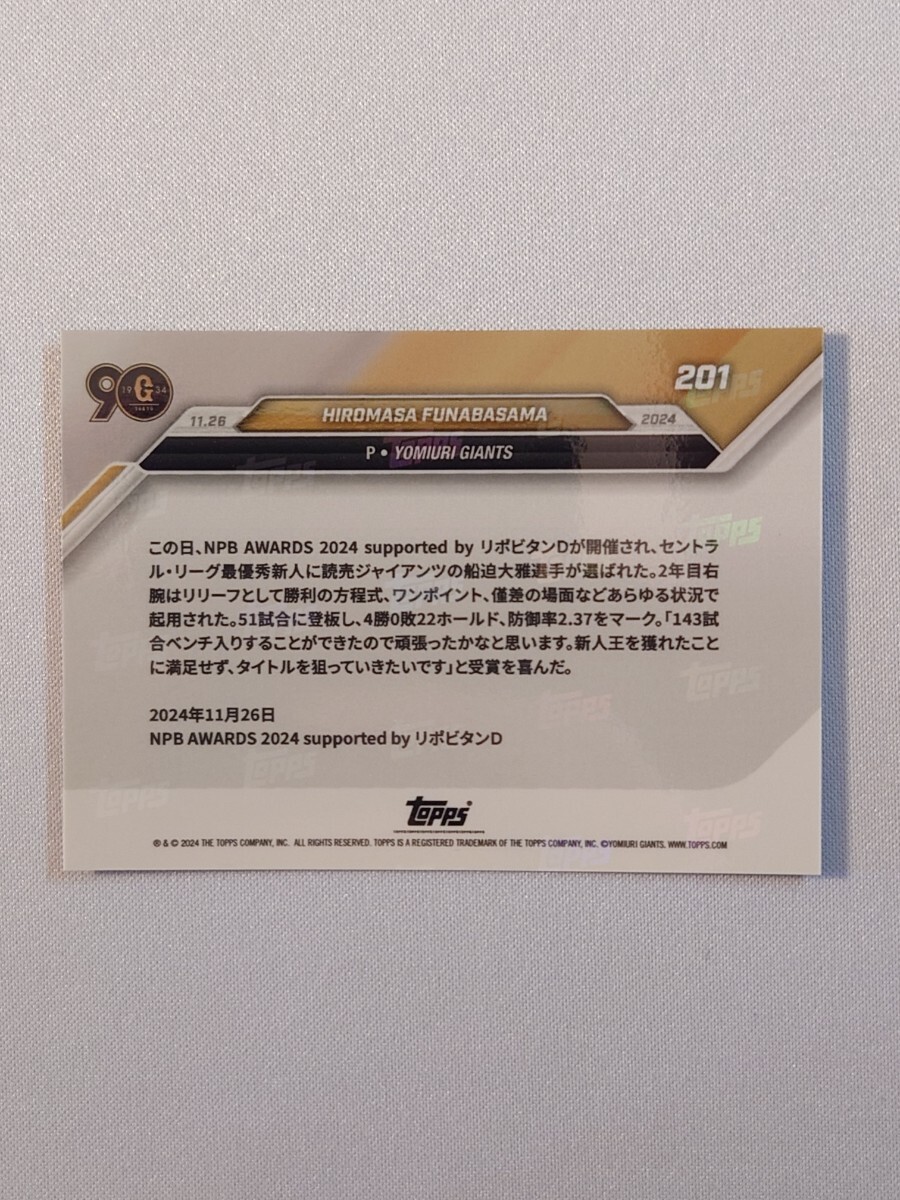 90
19 G 34
201
11.26
HIROMASA FUNABASAMA
2024
P • YOMIURI GIANTS
この日、NPB AWARDS 2024 supported by リポビタンDが開催され、セントラ
ル・リーグ最優秀新人に読売ジャイアンツの船迫大雅選手が選ばれた。2年目右
腕はリリーフとして勝利の方程式、ワンポイント、僅差の場面などあらゆる状況で
起用された。51試合に登板し、4勝0敗22ホールド、防御率2.37をマーク。「143試
合ベンチ入りすることができたので頑張ったかなと思います。新人王を獲れたこと
に満足せず、タイトルを狙っていきたいです」と受賞を喜んだ。
2024年11月26日
NPB AWARDS 2024 supported by リポビタンD
topps®
® & © 2024 THE TOPPS COMPANY, INC. ALL RIGHTS RESERVED. TOPPS IS A REGISTERED TRADEMARK OF THE TOPPS COMPANY, INC. ©YOMIURI GIANTS. WWW.TOPPS.COM